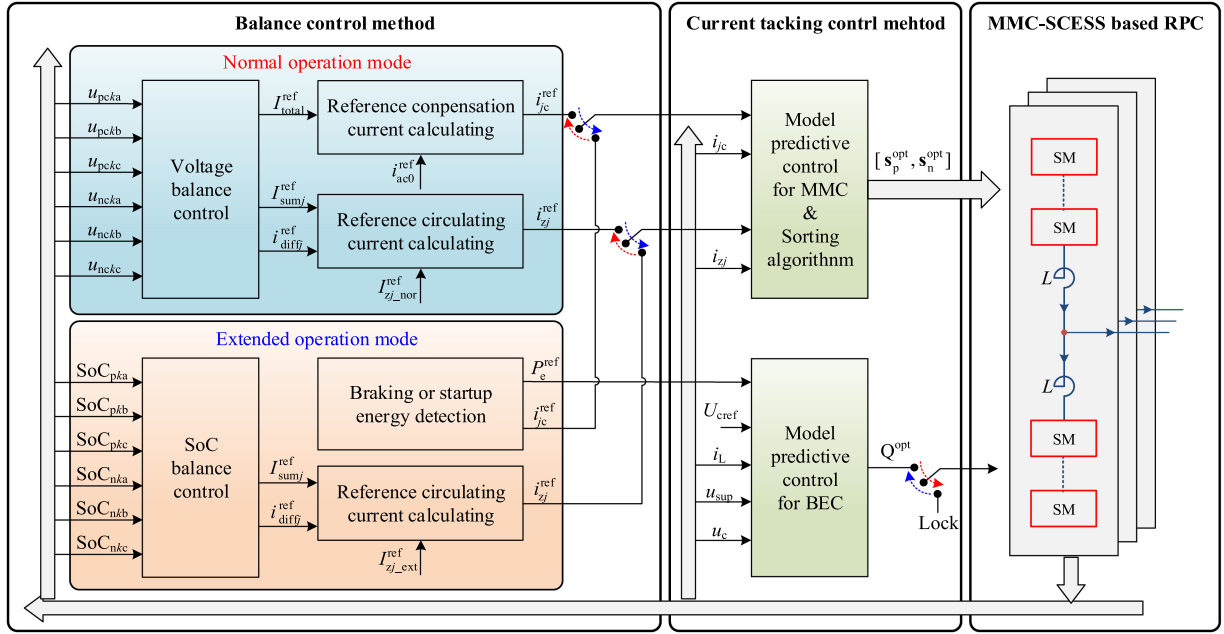 Balance control method
Normal operation mode
u_pcka
u_pckb
u_pckc
u_ncka
u_nckb
u_nckc
Voltage
balance
control
I_total^ref
I_sumj^ref
i_diffj^ref
Reference conpensation
current calculating
i_ac0^ref
Reference circulating
current calculating
I_zj_nor^ref
i_jc^ref
i_zj^ref
Extended operation mode
SoC_pka
SoC_pkb
SoC_pkc
SoC_nka
SoC_nkb
SoC_nkc
SoC
balance
control
I_sumj^ref
i_diffj^ref
Braking or startup
energy detection
P_e^ref
i_jc^ref
Reference circulating
current calculating
i_zj^ref
I_zj_ext^ref
Current tacking contrl mehtod
i_jc
i_zj
Model
predictive
control
for MMC
&
Sorting
algorithnm
[ s_p^opt, s_n^opt ]
U_cref
i_L
u_sup
u_c
Model
predictive
control
for BEC
Q^opt
Lock
MMC-SCESS based RPC
SM
SM
L
L
SM
SM